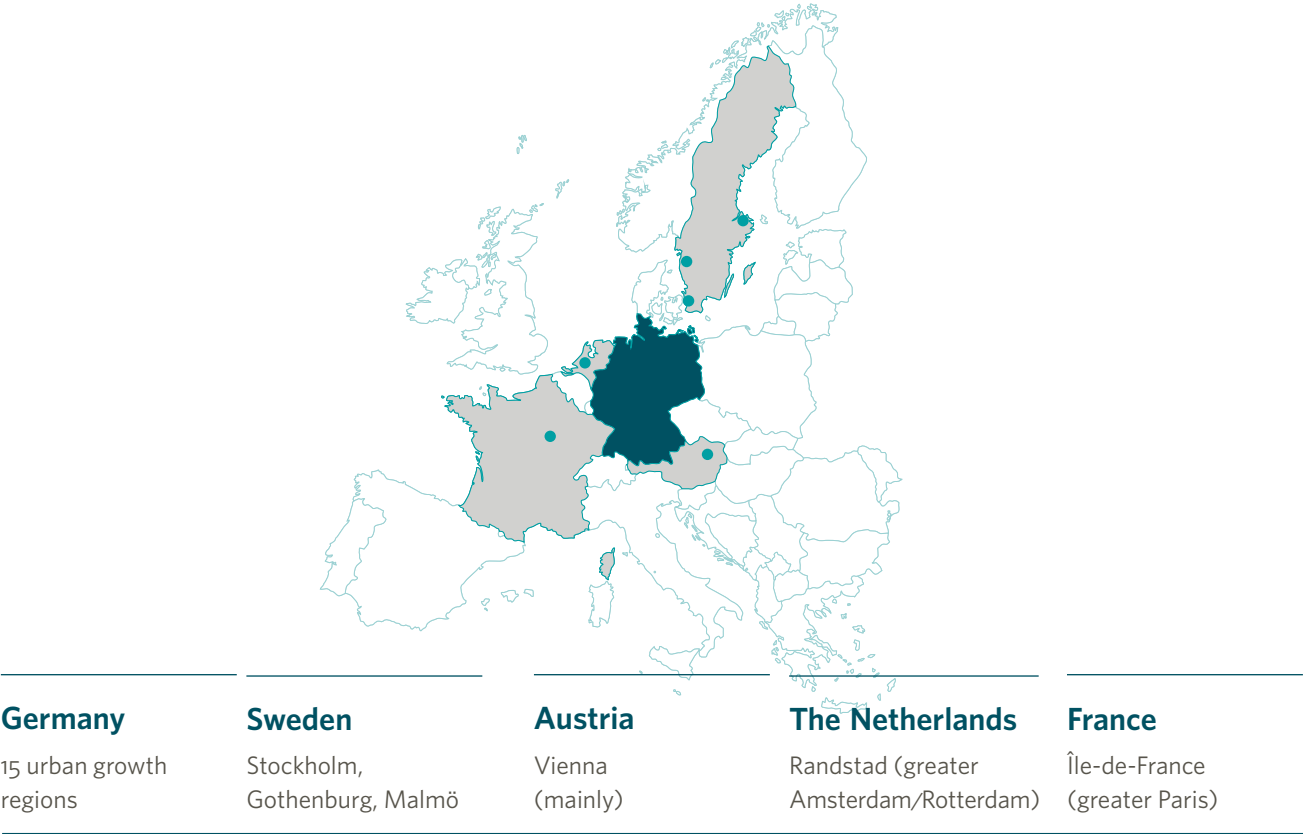 Germany
15 urban growth
regions
Sweden
Stockholm,
Gothenburg, Malmö
Austria
Vienna
(mainly)
The Netherlands
Randstad (greater
Amsterdam/Rotterdam)
France
Île-de-France
(greater Paris)